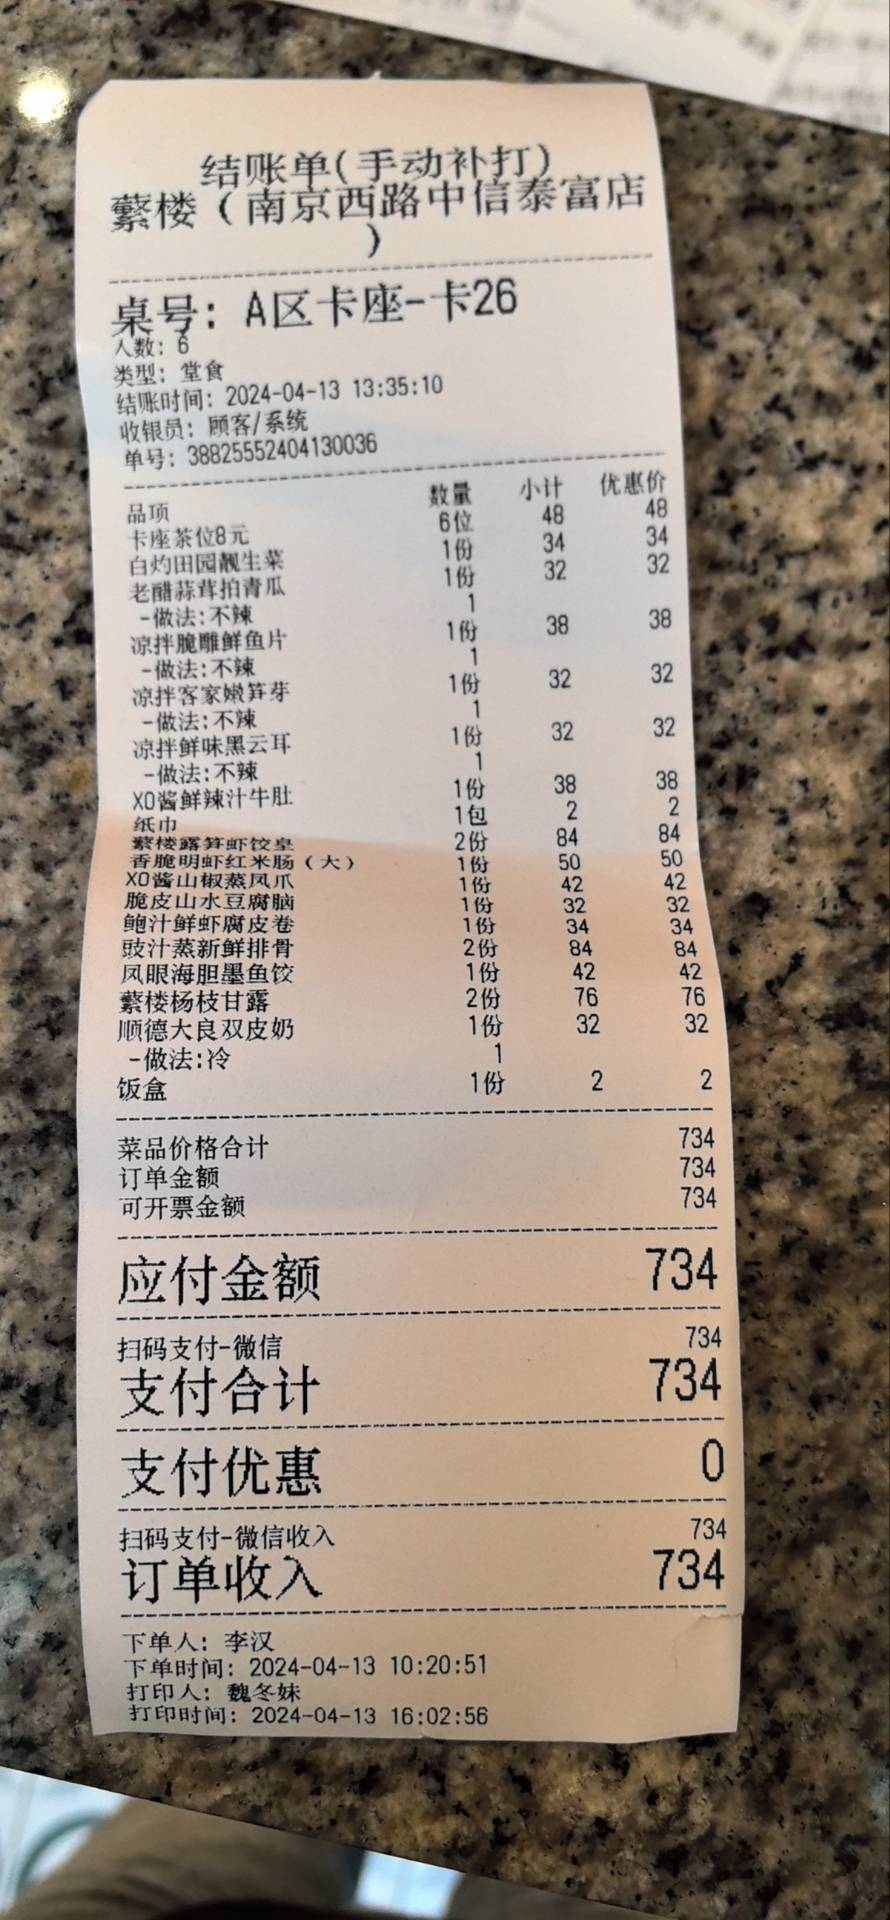 结账单(手动补打)
蘩楼（南京西路中信泰富店
）
桌号: A区卡座-卡26
人数: 6
类型: 堂食
结账时间: 2024-04-13 13:35:10
收银员: 顾客/系统
单号: 38825552404130036
品项 数量 小计 优惠价
卡座茶位8元 6位 48 48
白灼田园靓生菜 1份 34 34
老醋蒜茸拍青瓜 1份 32 32
-做法:不辣 1
凉拌脆雕鲜鱼片 1份 38 38
-做法:不辣 1
凉拌客家嫩笋芽 1份 32 32
-做法:不辣 1
凉拌鲜味黑云耳 1份 32 32
-做法:不辣 1
XO酱鲜辣汁牛肚 1份 38 38
纸巾 1包 2 2
蘩楼露笋虾饺皇 2份 84 84
香脆明虾红米肠（大） 1份 50 50
XO酱山椒蒸凤爪 1份 42 42
脆皮山水豆腐脑 1份 32 32
鲍汁鲜虾腐皮卷 1份 34 34
豉汁蒸新鲜排骨 2份 84 84
凤眼海胆墨鱼饺 1份 42 42
蘩楼杨枝甘露 2份 76 76
顺德大良双皮奶 1份 32 32
-做法:冷 1
饭盒 1份 2 2
菜品价格合计 734
订单金额 734
可开票金额 734
应付金额 734
扫码支付-微信 734
支付合计 734
支付优惠 0
扫码支付-微信收入 734
订单收入 734
下单人: 李汉
下单时间: 2024-04-13 10:20:51
打印人: 魏冬妹
打印时间: 2024-04-13 16:02:56